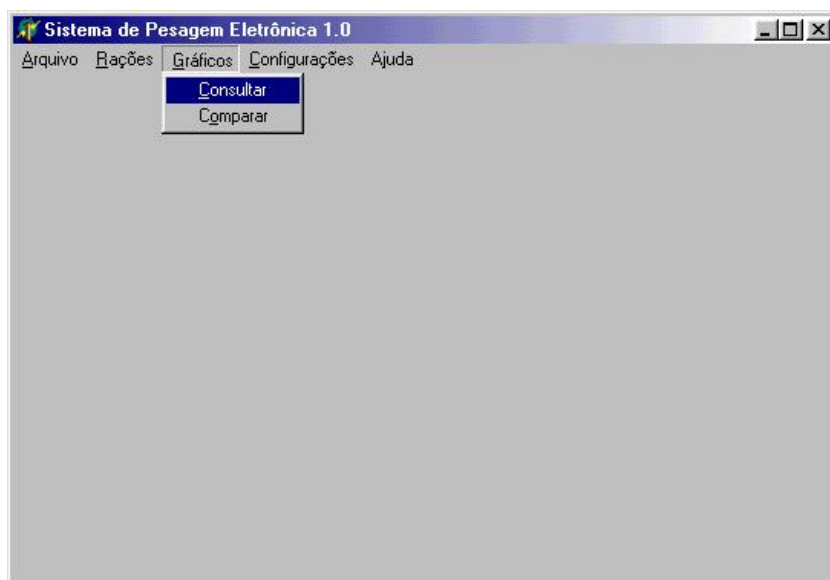 Sistema de Pesagem Eletrônica 1.0
Arquivo Rações Gráficos Configurações Ajuda
Consultar
Comparar